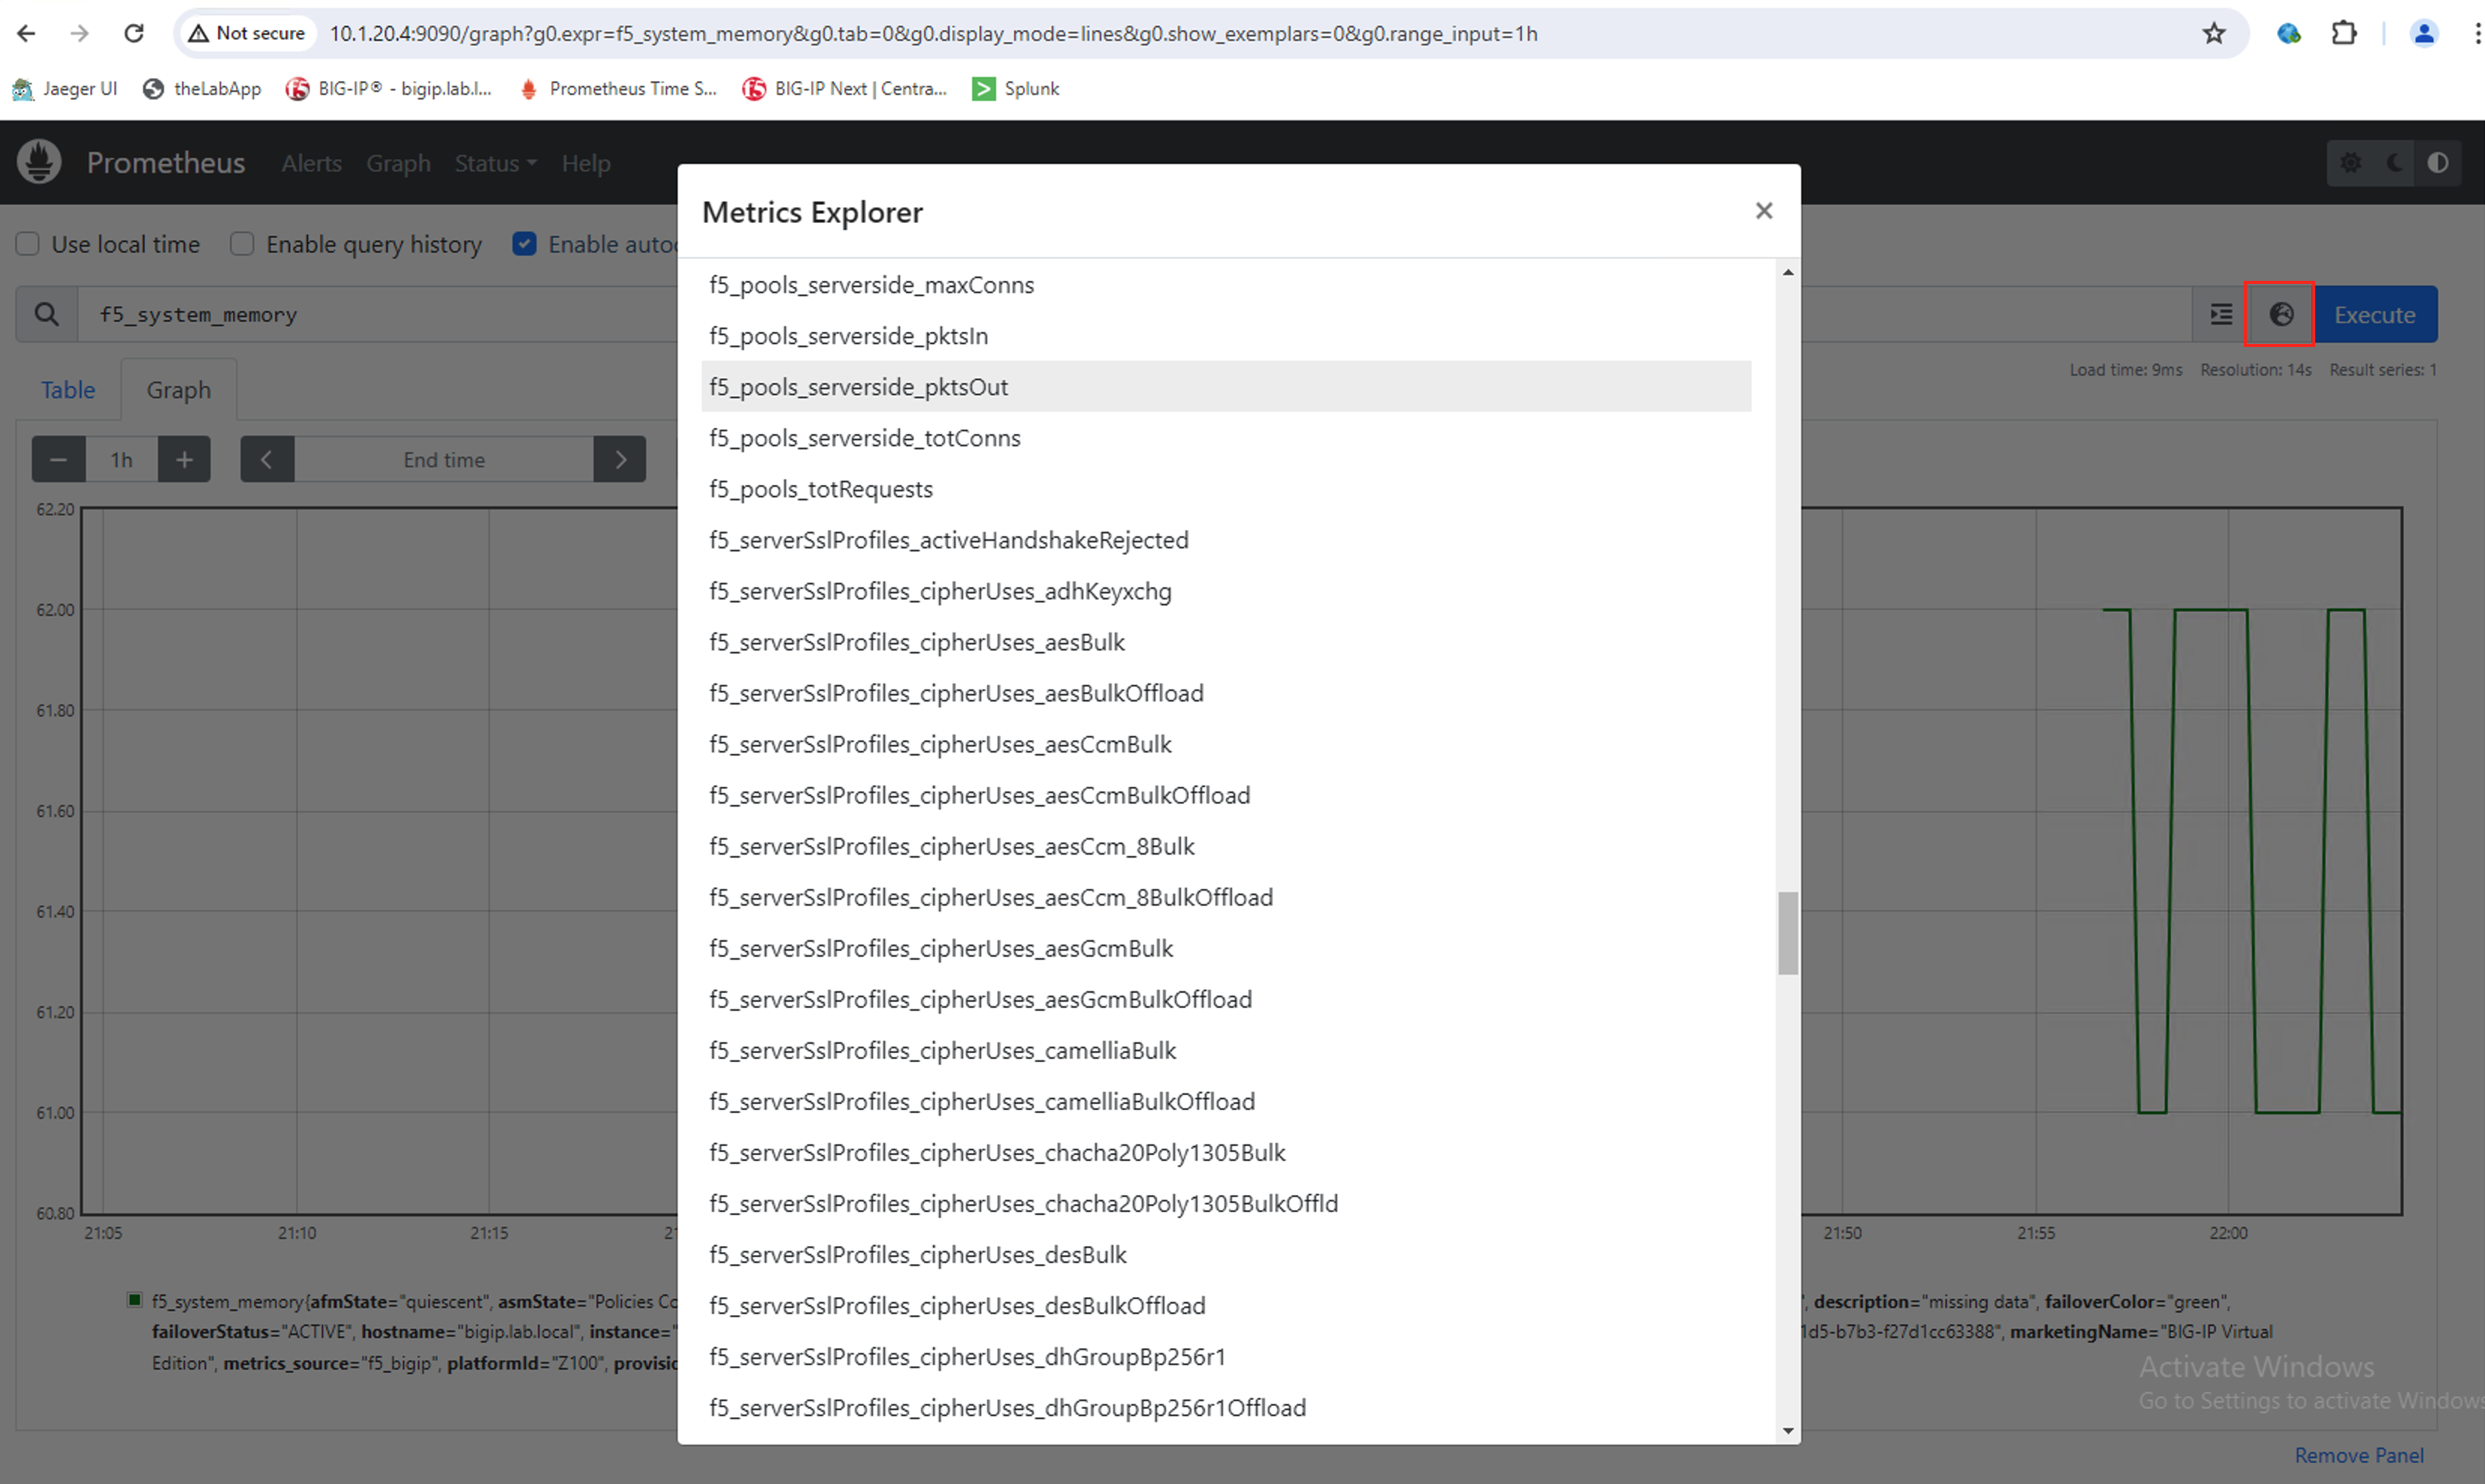 Not secure 10.1.20.4:9090/graph?g0.expr=f5_system_memory&g0.tab=0&g0.display_mode=lines&g0.show_exemplars=0&g0.range_input=1h
Jaeger UI theLabApp BIG-IP® - bigip.lab.l... Prometheus Time S... BIG-IP Next | Centra... Splunk
Prometheus Alerts Graph Status Help
Use local time Enable query history Enable auto
f5_system_memory Execute
Load time: 9ms Resolution: 14s Result series: 1
Table Graph
1h End time
62.20
62.00
61.80
61.60
61.40
61.20
61.00
60.80
21:05 21:10 21:15 21:50 21:55 22:00
f5_system_memory{afmState="quiescent", asmState="Policies Co ", description="missing data", failoverColor="green",
failoverStatus="ACTIVE", hostname="bigip.lab.local", instance=" 1d5-b7b3-f27d1cc63388", marketingName="BIG-IP Virtual
Edition", metrics_source="f5_bigip", platformId="Z100", provisi
Metrics Explorer
f5_pools_serverside_maxConns
f5_pools_serverside_pktsIn
f5_pools_serverside_pktsOut
f5_pools_serverside_totConns
f5_pools_totRequests
f5_serverSslProfiles_activeHandshakeRejected
f5_serverSslProfiles_cipherUses_adhKeyxchg
f5_serverSslProfiles_cipherUses_aesBulk
f5_serverSslProfiles_cipherUses_aesBulkOffload
f5_serverSslProfiles_cipherUses_aesCcmBulk
f5_serverSslProfiles_cipherUses_aesCcmBulkOffload
f5_serverSslProfiles_cipherUses_aesCcm_8Bulk
f5_serverSslProfiles_cipherUses_aesCcm_8BulkOffload
f5_serverSslProfiles_cipherUses_aesGcmBulk
f5_serverSslProfiles_cipherUses_aesGcmBulkOffload
f5_serverSslProfiles_cipherUses_camelliaBulk
f5_serverSslProfiles_cipherUses_camelliaBulkOffload
f5_serverSslProfiles_cipherUses_chacha20Poly1305Bulk
f5_serverSslProfiles_cipherUses_chacha20Poly1305BulkOffld
f5_serverSslProfiles_cipherUses_desBulk
f5_serverSslProfiles_cipherUses_desBulkOffload
f5_serverSslProfiles_cipherUses_dhGroupBp256r1
f5_serverSslProfiles_cipherUses_dhGroupBp256r1Offload
Activate Windows
Go to Settings to activate Windows
Remove Panel